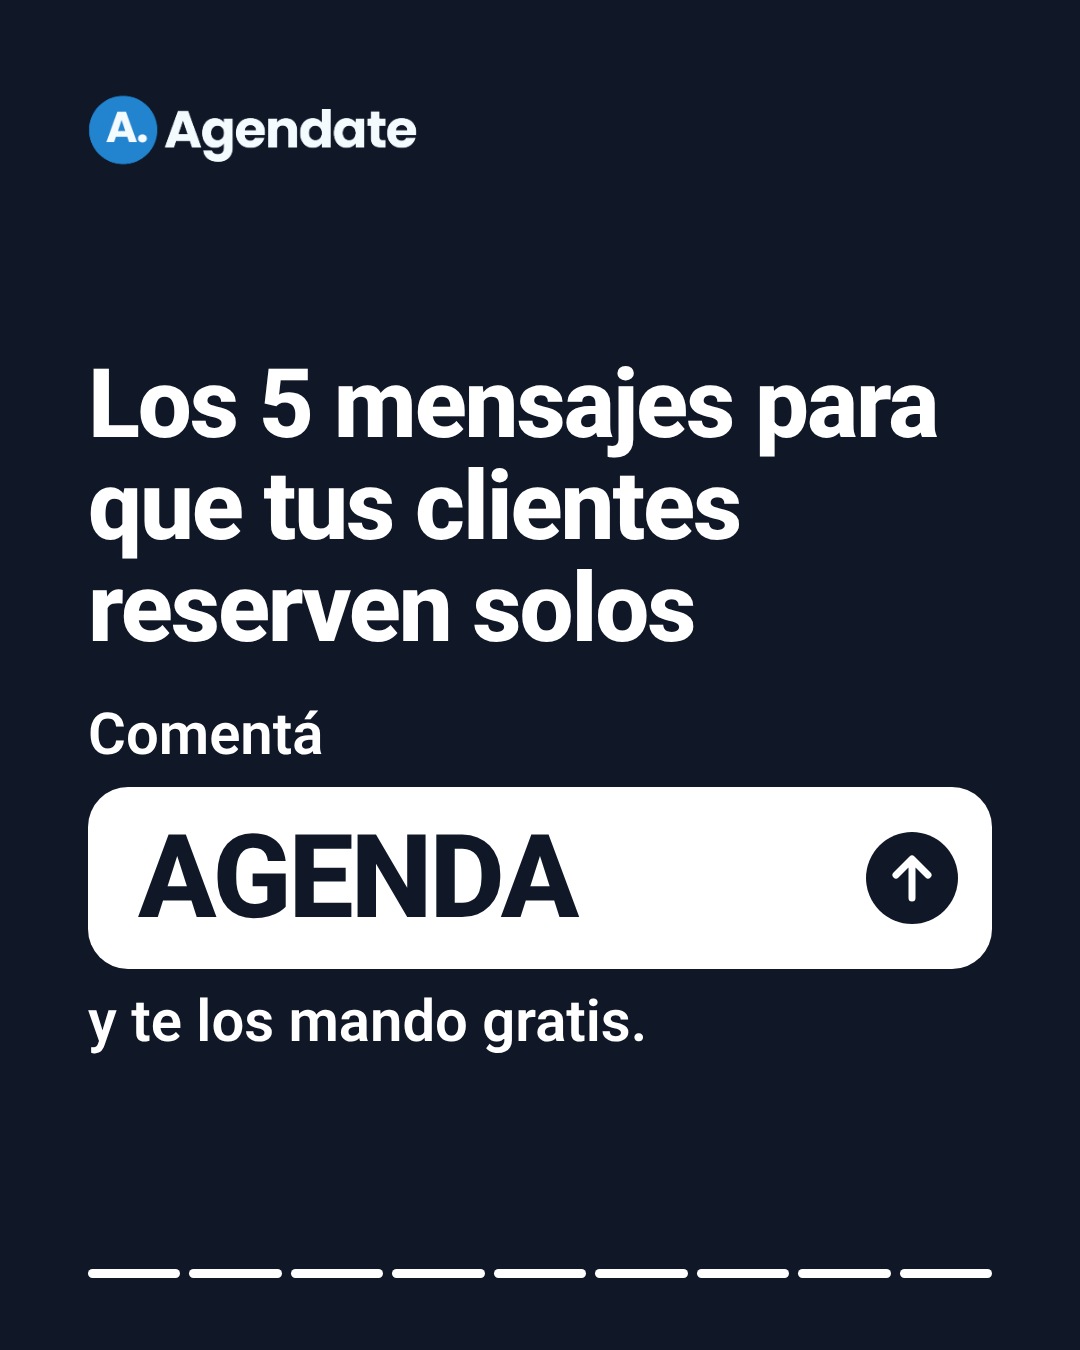 A. Agendate
Los 5 mensajes para
que tus clientes
reserven solos
Comentá
AGENDA
y te los mando gratis.